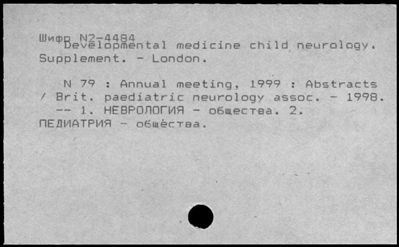 Шифр N2-4484
Developmental medicine child neurology.
Supplement. - London.
N 79 : Annual meeting, 1999 : Abstracts
/ Brit. paediatric neurology assoc. - 1998.
-- 1. НЕВРОЛОГИЯ - общества. 2.
ПЕДИАТРИЯ - общества.